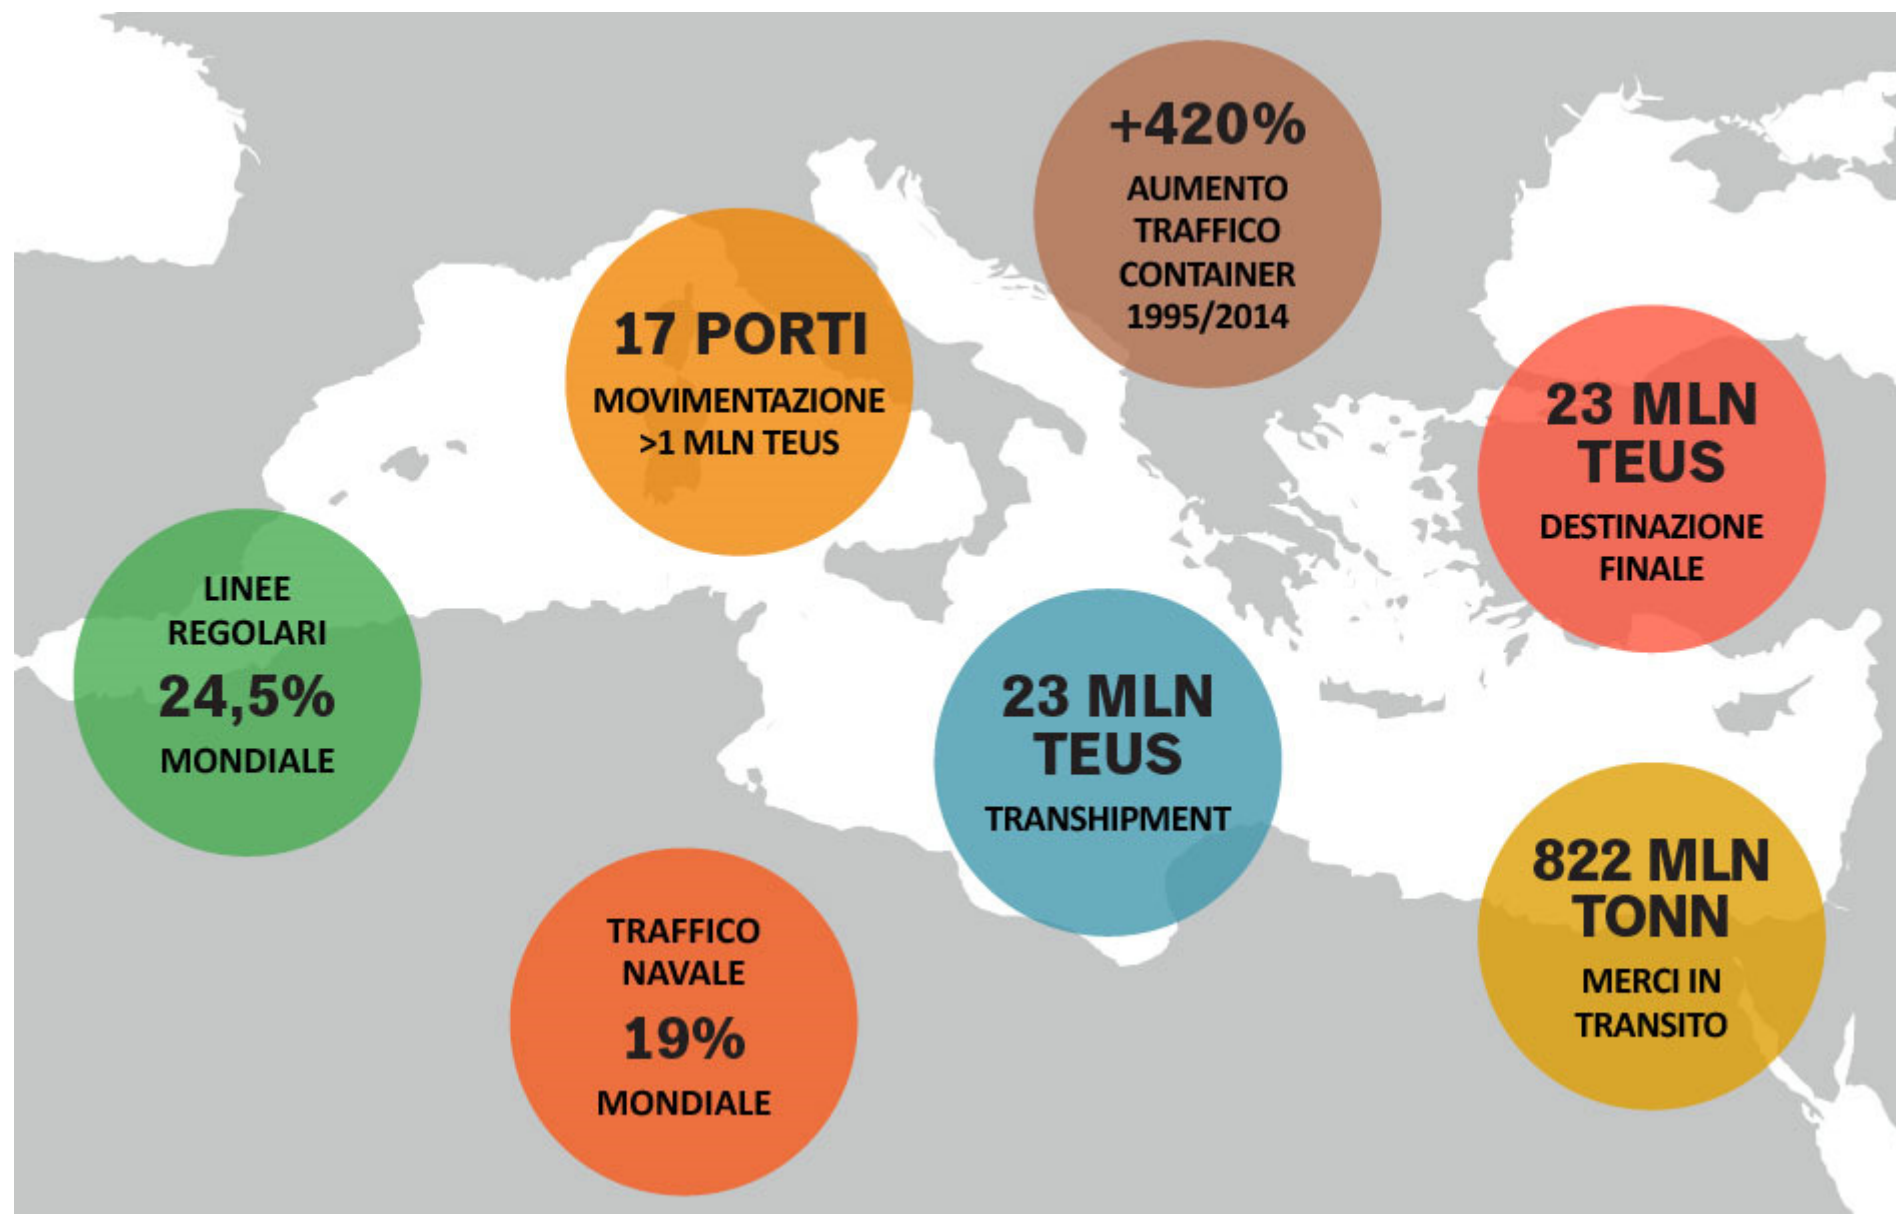 +420%
AUMENTO
TRAFFICO
CONTAINER
1995/2014
17 PORTI
MOVIMENTAZIONE
>1 MLN TEUS
23 MLN
TEUS
DESTINAZIONE
FINALE
LINEE
REGOLARI
24,5%
MONDIALE
23 MLN
TEUS
TRANSHIPMENT
822 MLN
TONN
MERCI IN
TRANSITO
TRAFFICO
NAVALE
19%
MONDIALE